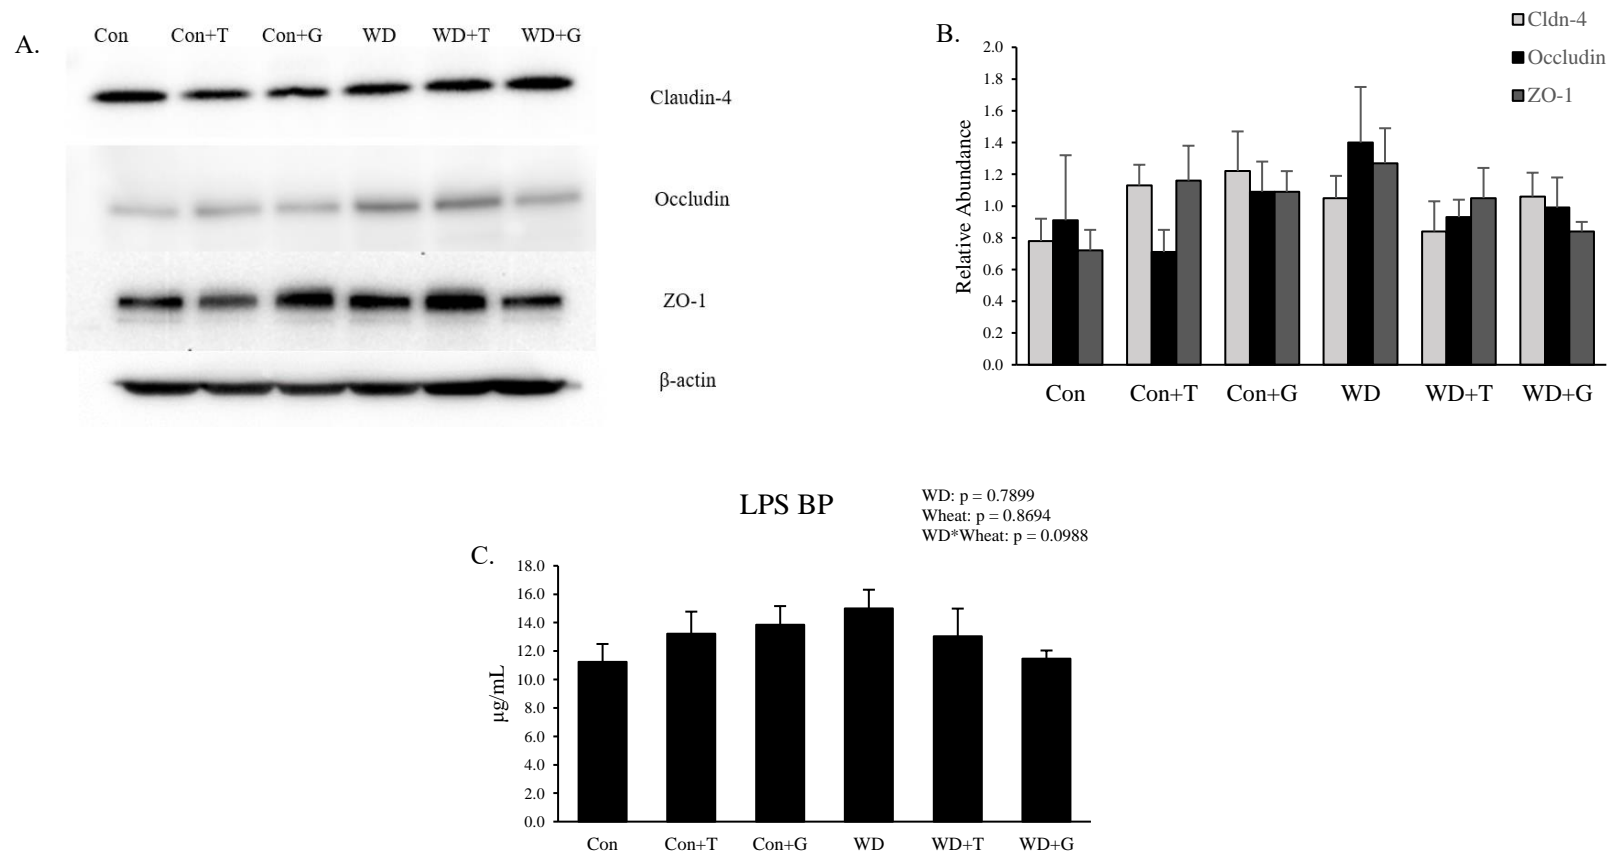 A.
Con Con+T Con+G WD WD+T WD+G
Claudin-4
Occludin
ZO-1
β-actin
B.
Cldn-4
Occludin
ZO-1
Relative Abundance
2.0
1.8
1.6
1.4
1.2
1.0
0.8
0.6
0.4
0.2
0.0
Con Con+T Con+G WD WD+T WD+G
LPS BP
WD: p = 0.7899
Wheat: p = 0.8694
WD*Wheat: p = 0.0988
C.
µg/mL
18.0
16.0
14.0
12.0
10.0
8.0
6.0
4.0
2.0
0.0
Con Con+T Con+G WD WD+T WD+G